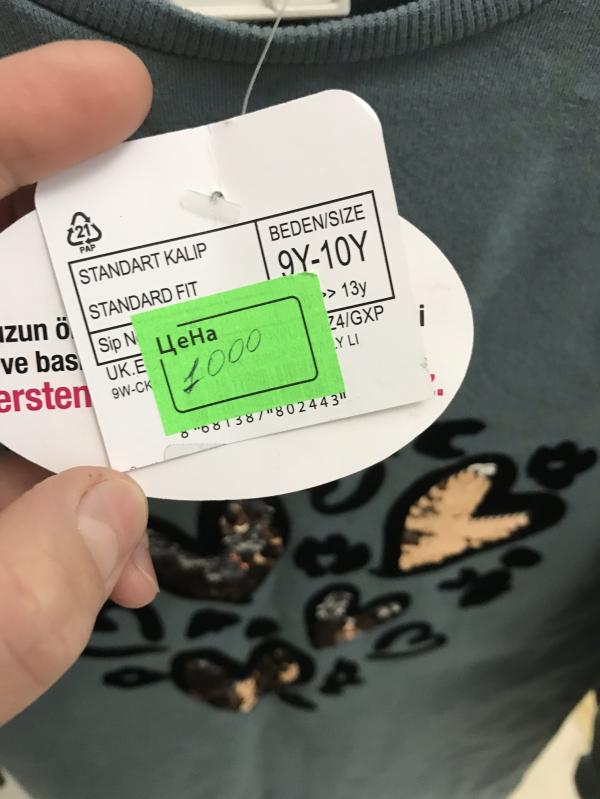 21
PAP
STANDART KALIP
STANDARD FIT
BEDEN/SIZE
9Y-10Y
>> 13y
Sip N
Z4/GXP
UK.E
Y LI
9W-CK
ЦеНа
1000
8 681387 802443
uzun ö
i
ve bas
ersten
z.